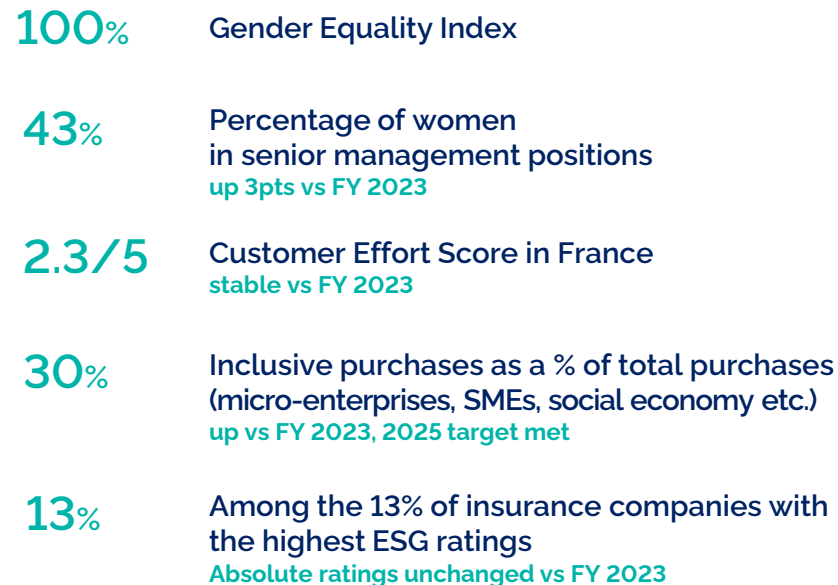 100% Gender Equality Index
43% Percentage of women
in senior management positions
up 3pts vs FY 2023
2.3/5 Customer Effort Score in France
stable vs FY 2023
30% Inclusive purchases as a % of total purchases
(micro-enterprises, SMEs, social economy etc.)
up vs FY 2023, 2025 target met
13% Among the 13% of insurance companies with
the highest ESG ratings
Absolute ratings unchanged vs FY 2023